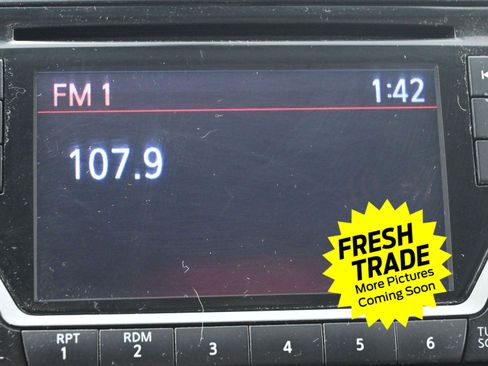 FM 1 1:42
107.9
FRESH
TRADE
More Pictures
Coming Soon
RPT RDM
1 2 3 4 5 6